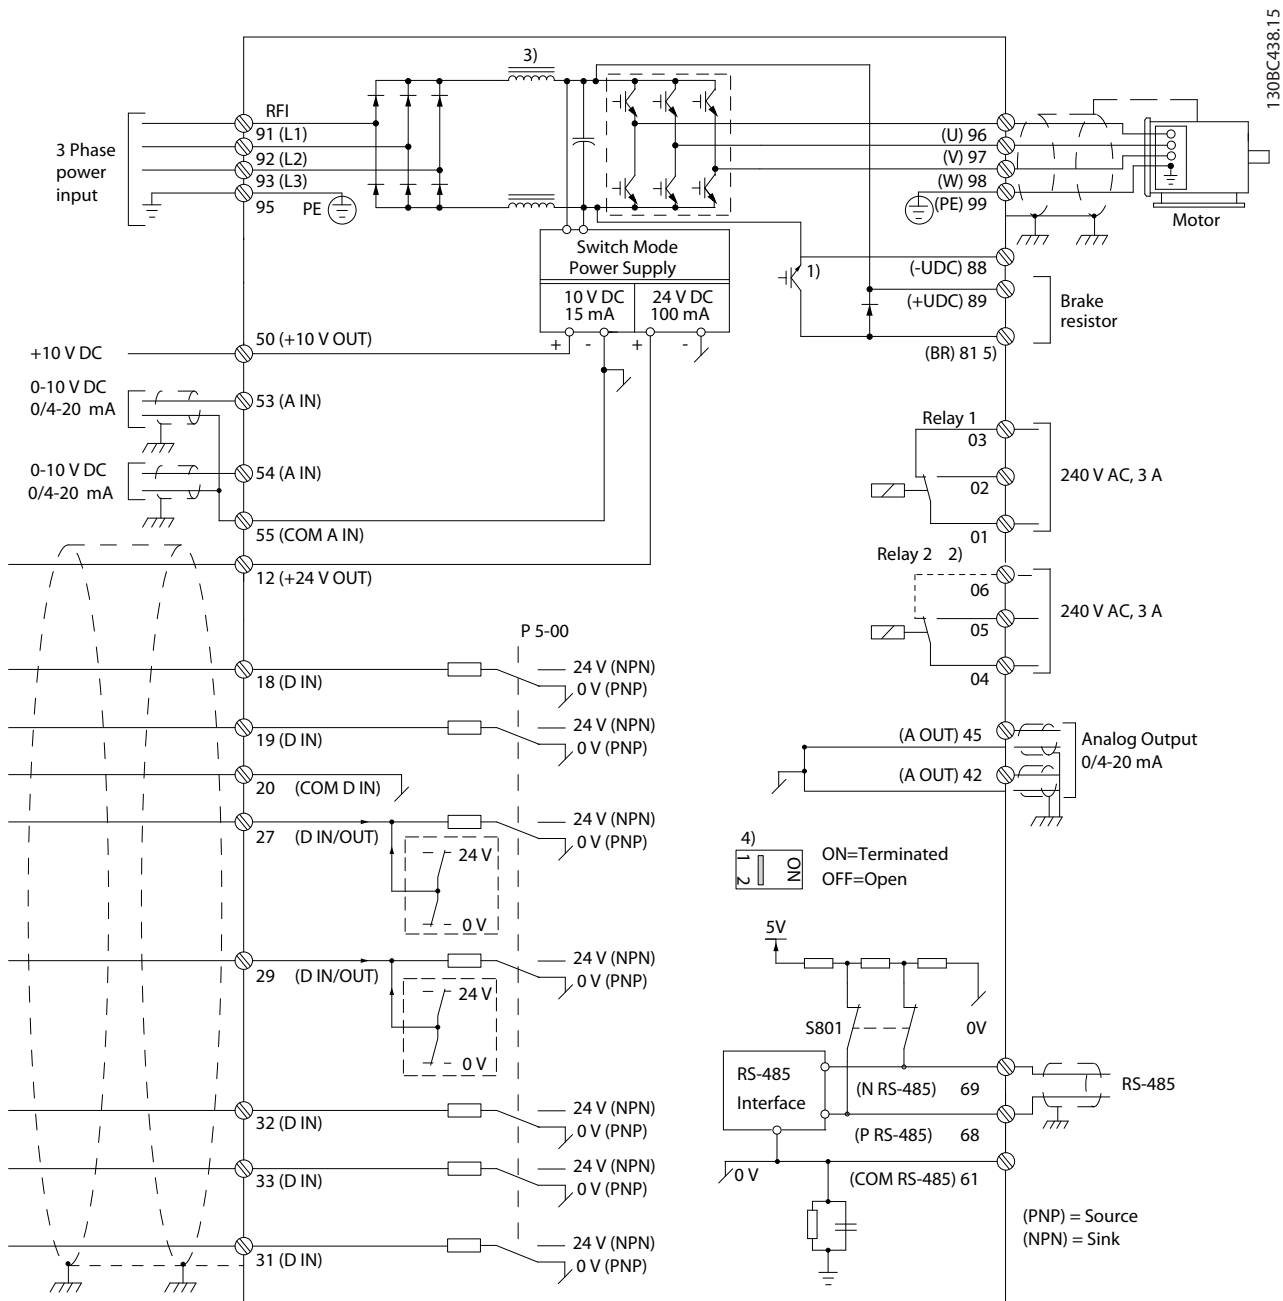 130BC438.15
3 Phase
power
input
RFI
91 (L1)
92 (L2)
93 (L3)
95
PE
3)
(U) 96
(V) 97
(W) 98
(PE) 99
Motor
Switch Mode
Power Supply
10 V DC
15 mA
24 V DC
100 mA
+
-
+
-
1)
(-UDC) 88
(+UDC) 89
(BR) 81 5)
Brake
resistor
+10 V DC
50 (+10 V OUT)
0-10 V DC
0/4-20 mA
53 (A IN)
0-10 V DC
0/4-20 mA
54 (A IN)
55 (COM A IN)
12 (+24 V OUT)
Relay 1
03
02
01
240 V AC, 3 A
Relay 2 2)
06
05
04
240 V AC, 3 A
P 5-00
18 (D IN)
24 V (NPN)
0 V (PNP)
19 (D IN)
24 V (NPN)
0 V (PNP)
20 (COM D IN)
27 (D IN/OUT)
24 V (NPN)
0 V (PNP)
24 V
0 V
29 (D IN/OUT)
24 V (NPN)
0 V (PNP)
24 V
0 V
32 (D IN)
24 V (NPN)
0 V (PNP)
33 (D IN)
24 V (NPN)
0 V (PNP)
31 (D IN)
24 V (NPN)
0 V (PNP)
(A OUT) 45
(A OUT) 42
Analog Output
0/4-20 mA
4)
1 2
ON
ON=Terminated
OFF=Open
5V
S801
0V
RS-485
Interface
(N RS-485) 69
(P RS-485) 68
RS-485
0 V
(COM RS-485) 61
(PNP) = Source
(NPN) = Sink